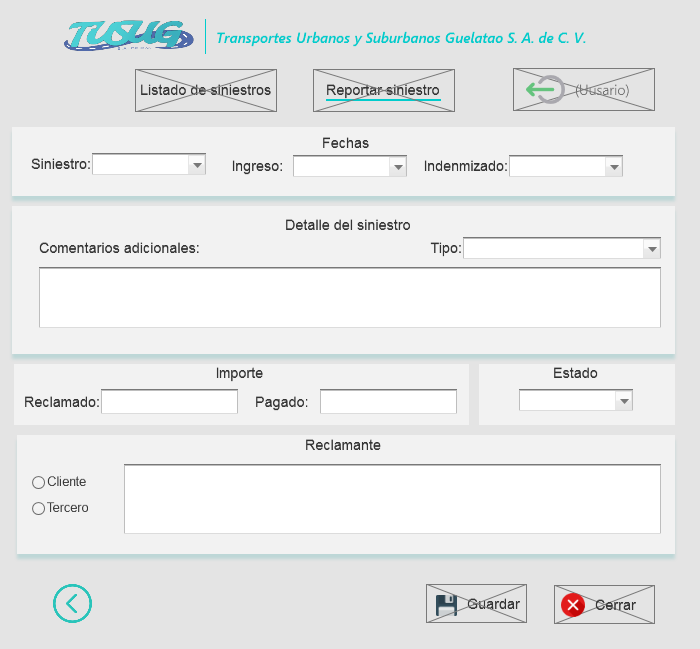 TUSUG
Transportes Urbanos y Suburbanos Guelatao S. A. de C. V.
Listado de siniestros
Reportar siniestro
(Uusario)
Fechas
Siniestro:
Ingreso:
Indenmizado:
Detalle del siniestro
Comentarios adicionales:
Tipo:
Importe
Estado
Reclamado:
Pagado:
Reclamante
Cliente
Tercero
Guardar
Cerrar